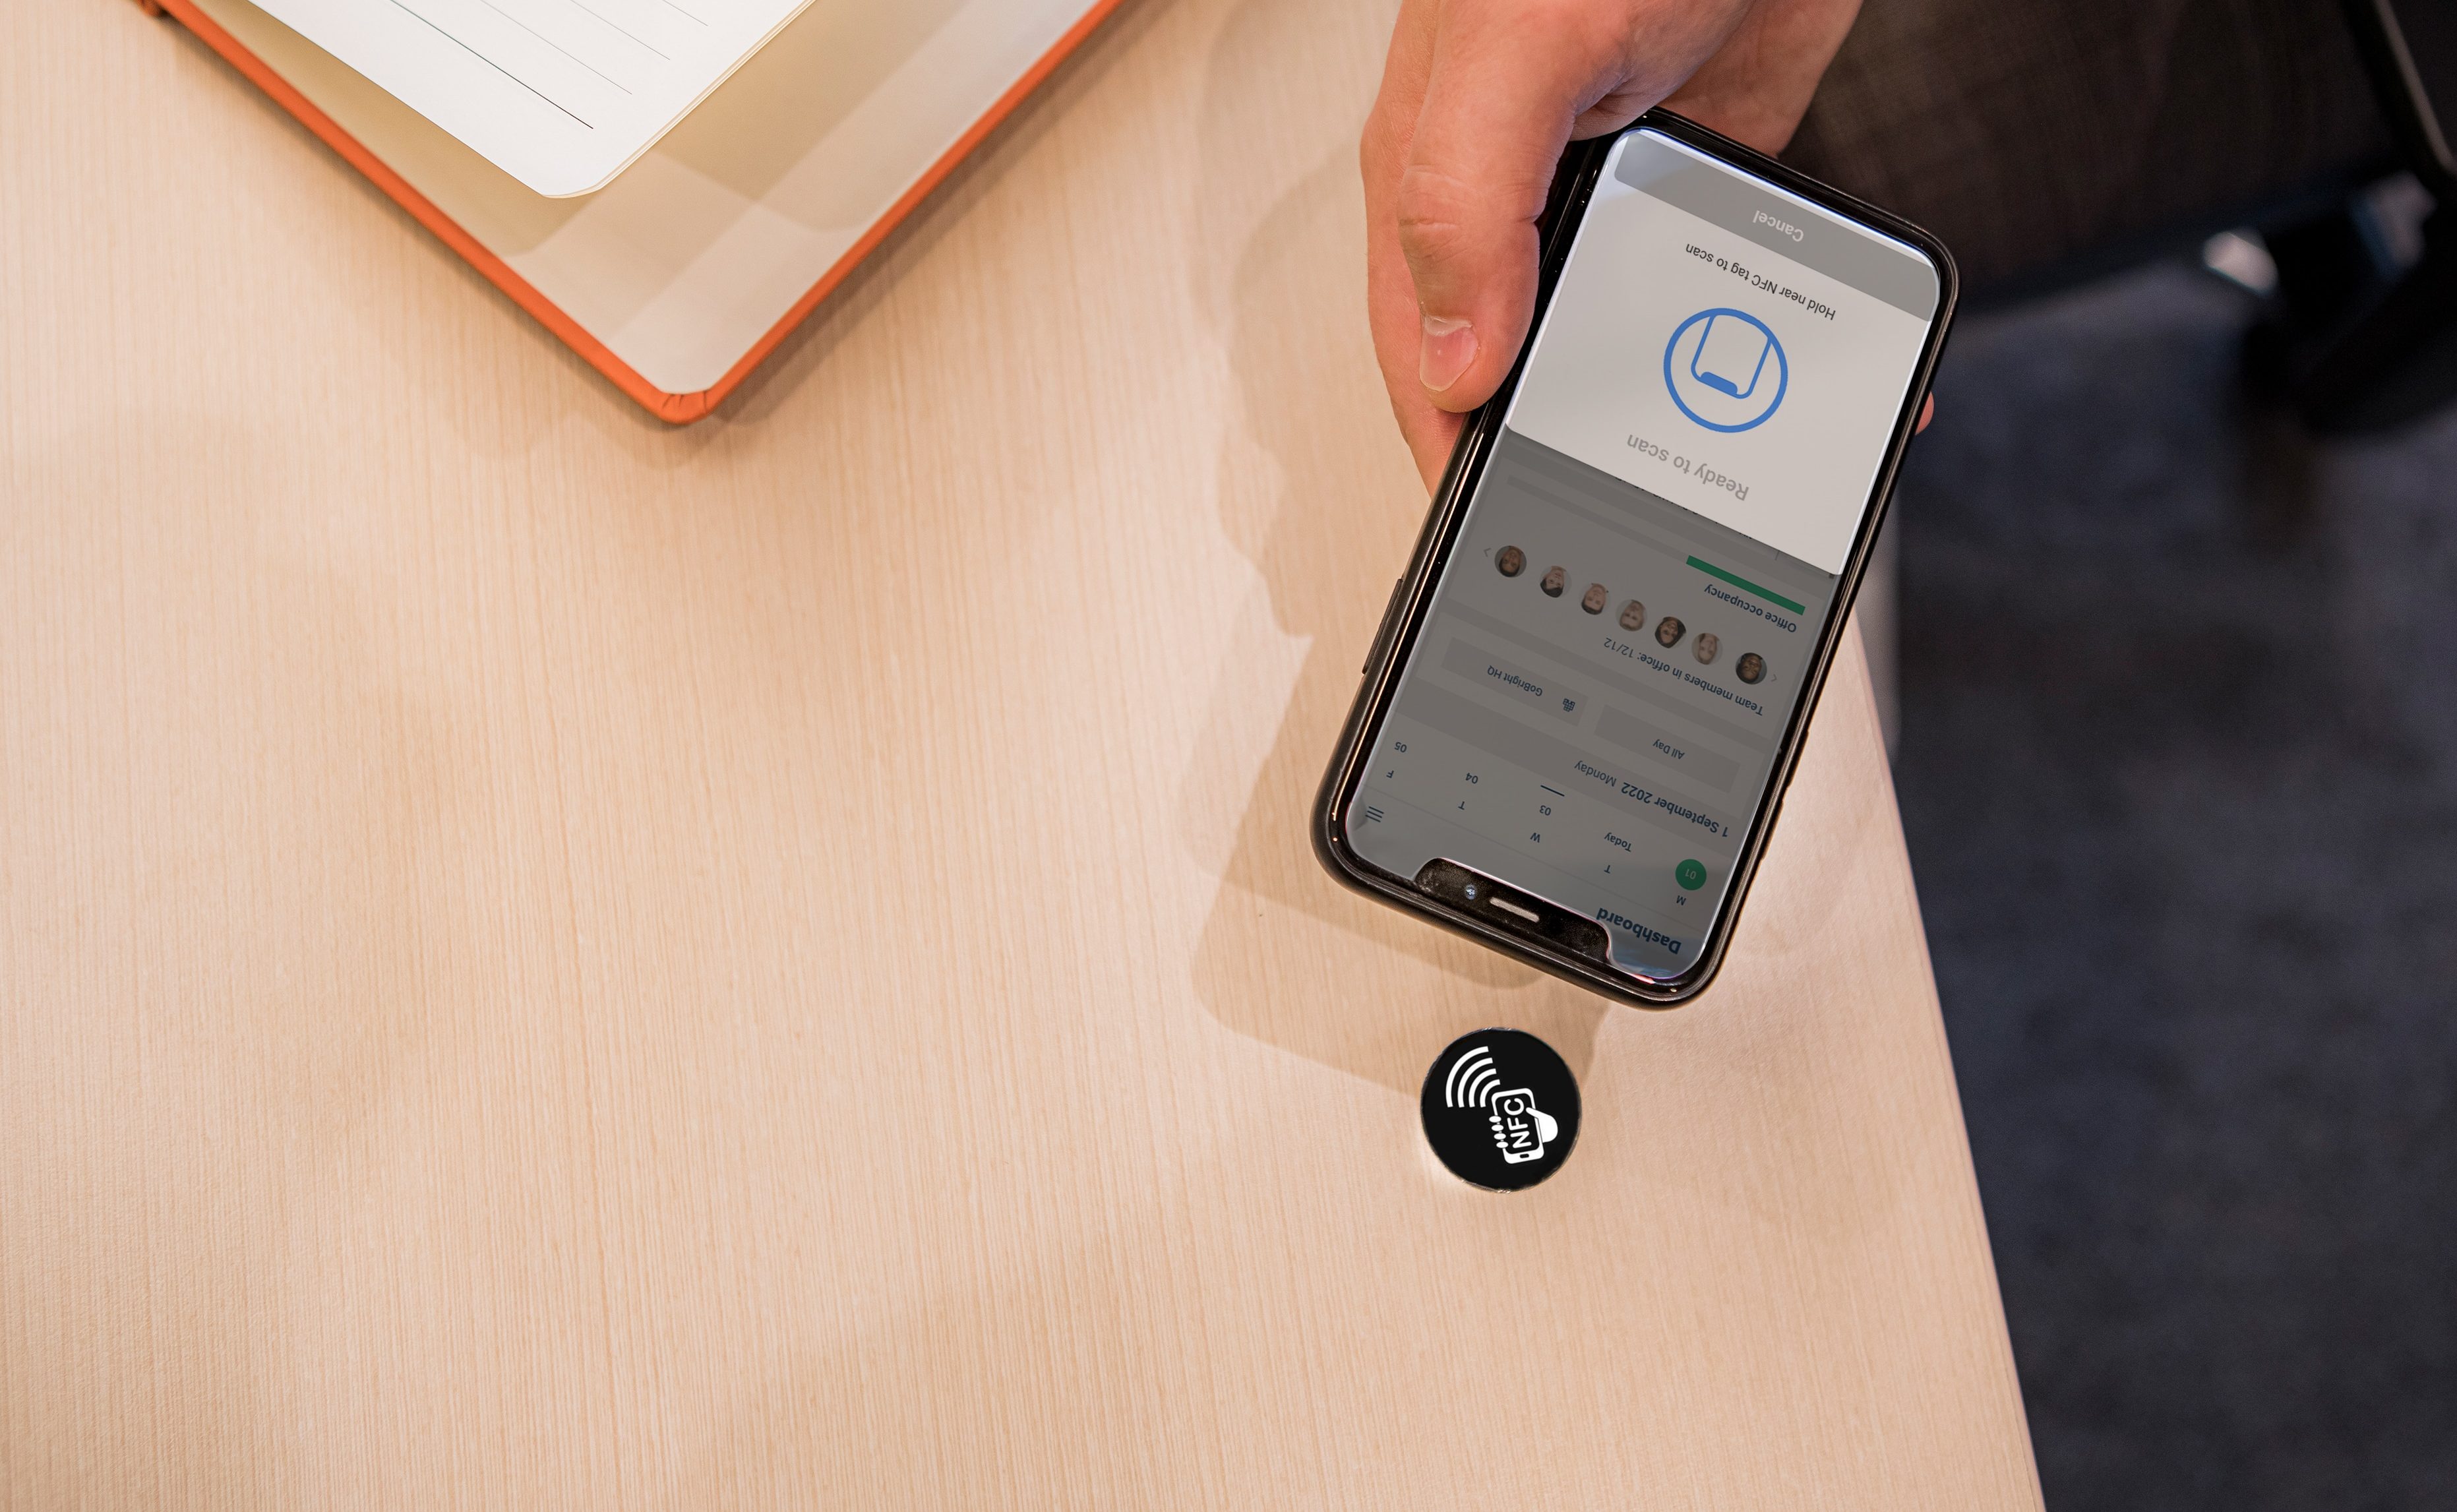 Dashboard
M T W T F
01 Today 03 04 05
1 September 2022 Monday
All Day GoBright HQ
Team members in office: 12/12
Office occupancy
Ready to scan
Hold near NFC tag to scan
Cancel
NFC